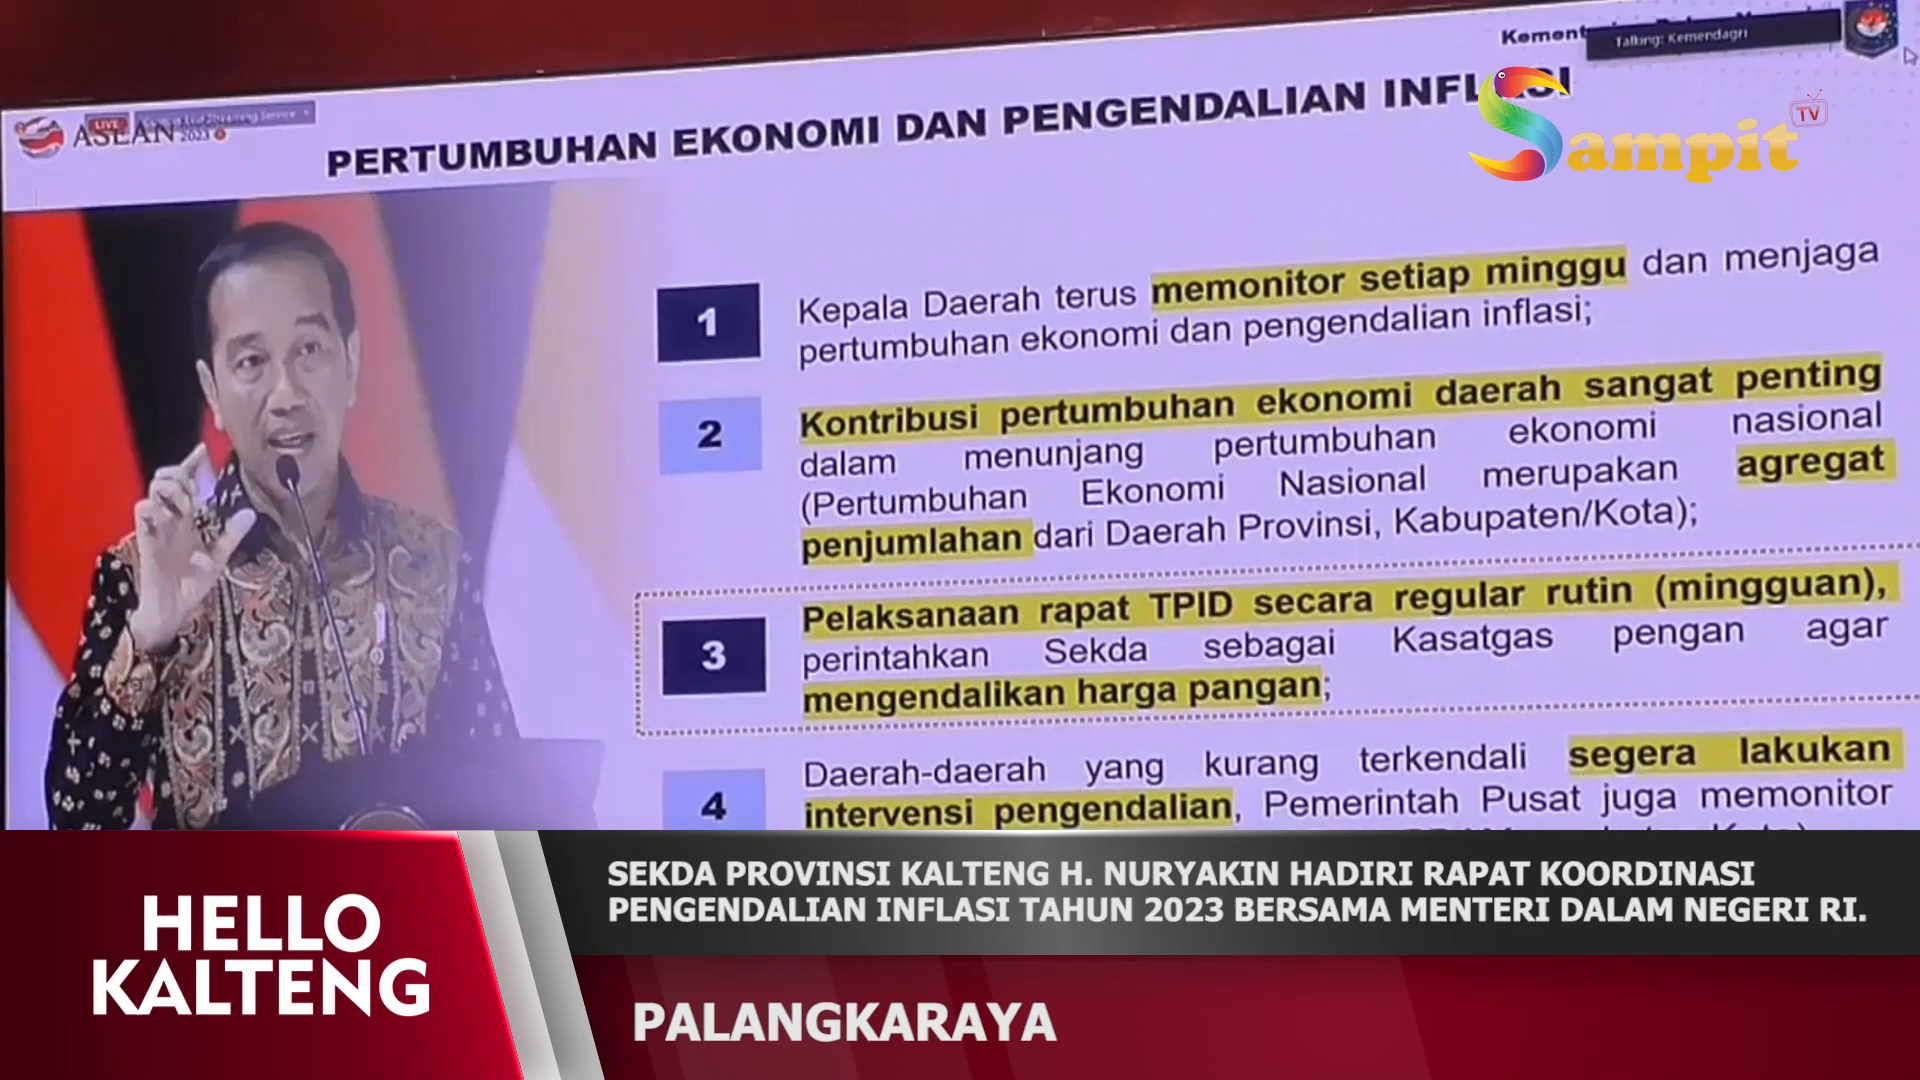 Kement
Talking: Kemendagri
LIVE
ASEAN
2023
PERTUMBUHAN EKONOMI DAN PENGENDALIAN INFLASI
Sampit TV
1
Kepala Daerah terus memonitor setiap minggu dan menjaga
pertumbuhan ekonomi dan pengendalian inflasi;
2
Kontribusi pertumbuhan ekonomi daerah sangat penting
dalam menunjang pertumbuhan ekonomi nasional
(Pertumbuhan Ekonomi Nasional merupakan agregat
penjumlahan dari Daerah Provinsi, Kabupaten/Kota);
3
Pelaksanaan rapat TPID secara regular rutin (mingguan),
perintahkan Sekda sebagai Kasatgas pengan agar
mengendalikan harga pangan;
4
Daerah-daerah yang kurang terkendali segera lakukan
intervensi pengendalian, Pemerintah Pusat juga memonitor
HELLO
KALTENG
SEKDA PROVINSI KALTENG H. NURYAKIN HADIRI RAPAT KOORDINASI
PENGENDALIAN INFLASI TAHUN 2023 BERSAMA MENTERI DALAM NEGERI RI.
PALANGKARAYA